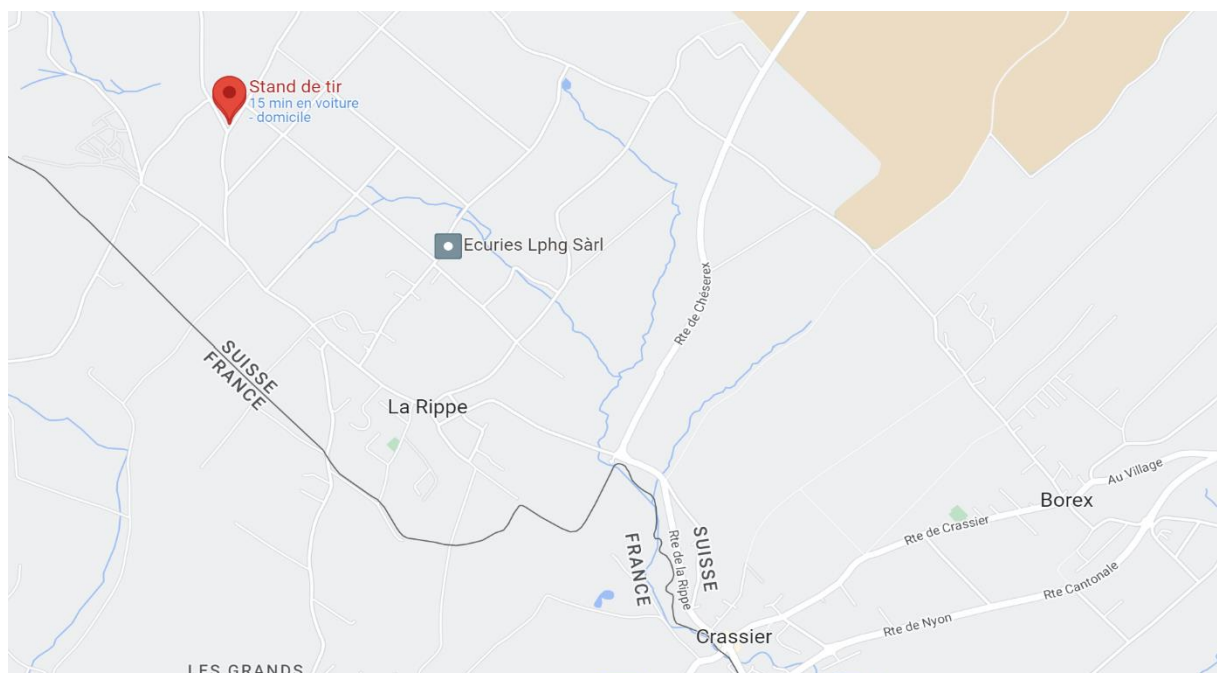 Stand de tir
15 min en voiture
- domicile
Ecuries Lphg Sàrl
Rte de Chéserex
SUISSE
FRANCE
La Rippe
Au Village
Borex
Rte de Crassier
SUISSE
FRANCE
Rte de la Rippe
Rte Cantonale
Rte de Nyon
Crassier
LES GRANDS